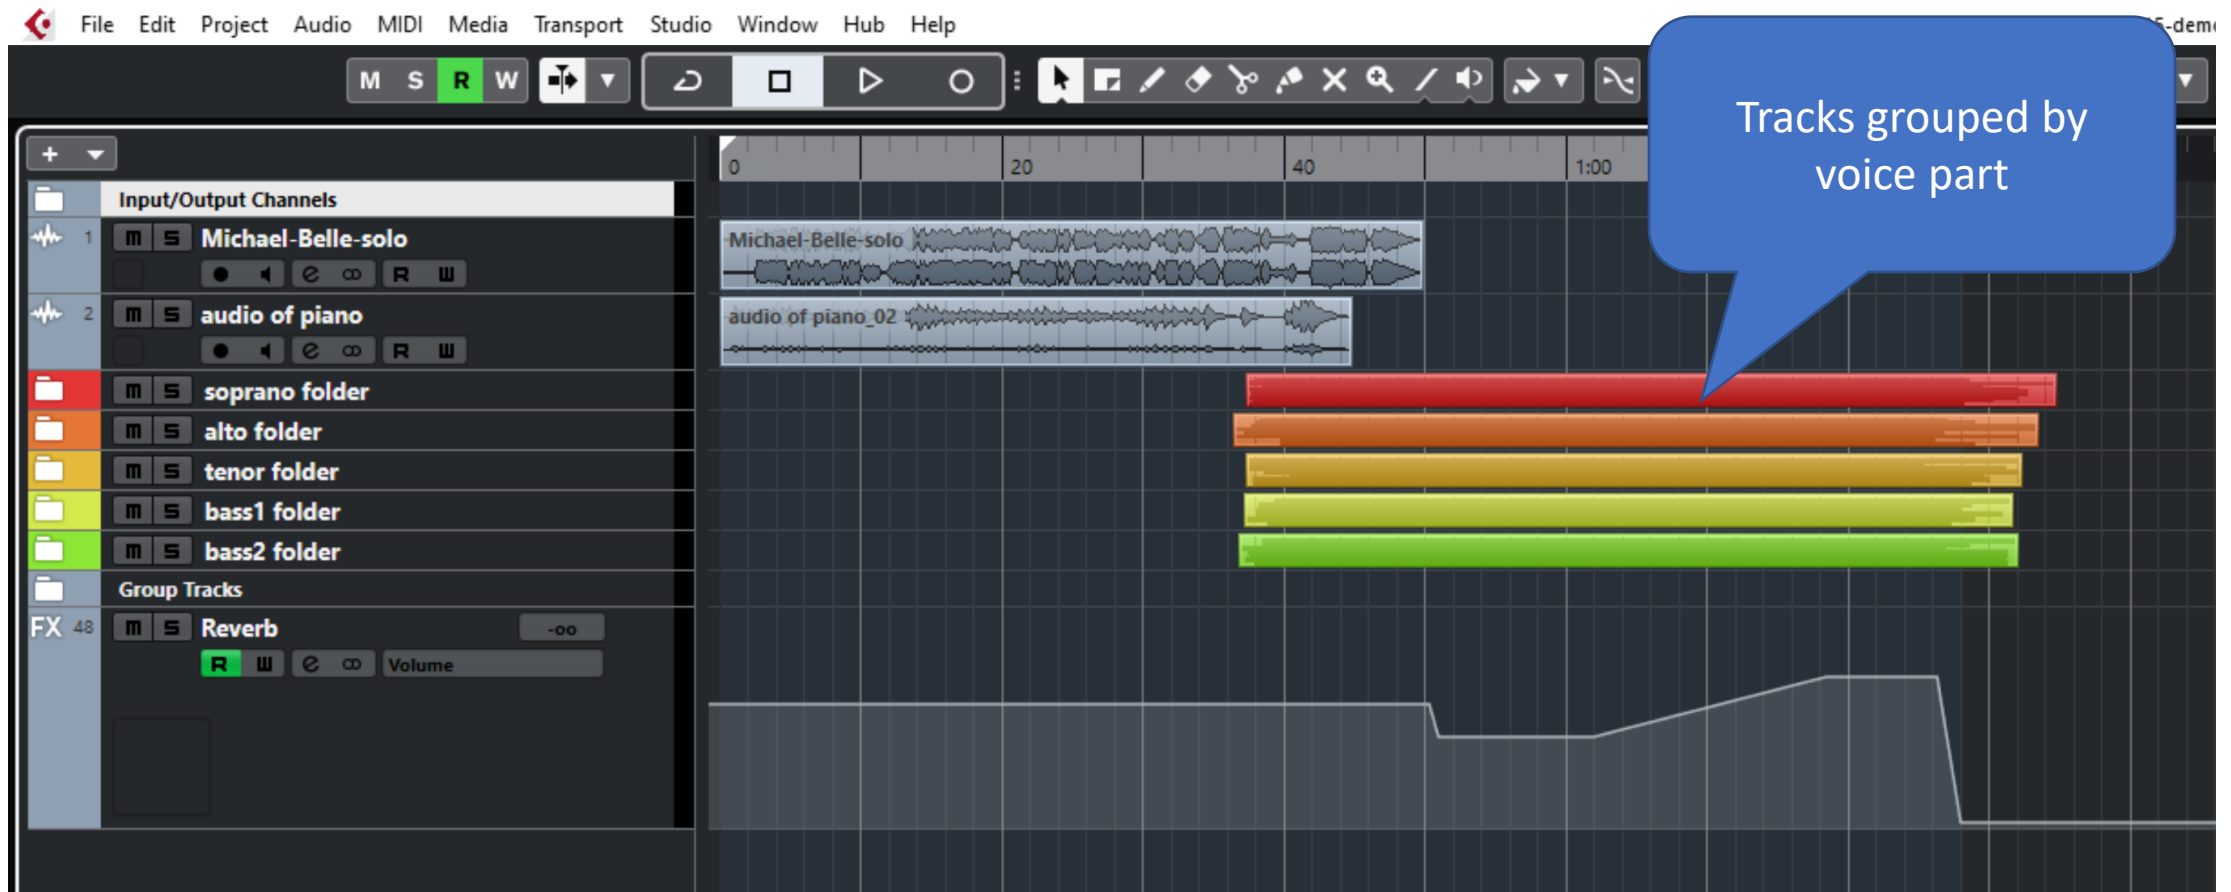 File Edit Project Audio MIDI Media Transport Studio Window Hub Help
5-demo
M S R W
Tracks grouped by
voice part
0 20 40 1:00
Input/Output Channels
1 m S Michael-Belle-solo
e R W
Michael-Belle-solo
2 m S audio of piano
e R W
audio of piano_02
m S soprano folder
m S alto folder
m S tenor folder
m S bass1 folder
m S bass2 folder
Group Tracks
FX 48 m S Reverb -oo
R W e Volume